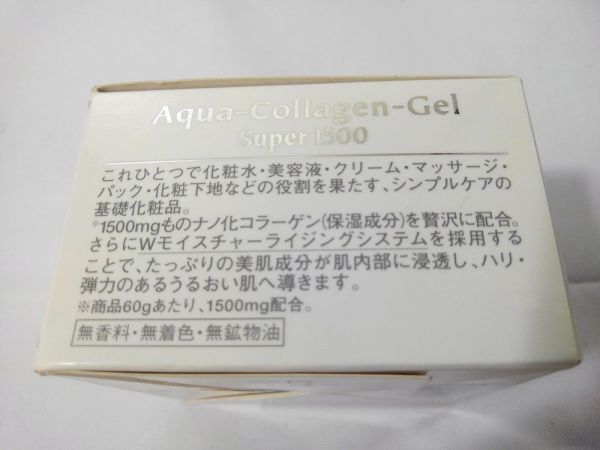 Aqua-Collagen-Gel
Super1500
これひとつで化粧水・美容液・クリーム・マッサージ・
パック・化粧下地などの役割を果たす、シンプルケアの
基礎化粧品。
※1500mgものナノ化コラーゲン(保湿成分)を贅沢に配合。
さらにWモイスチャーライジングシステムを採用する
ことで、たっぷりの美肌成分が肌内部に浸透し、ハリ・
弾力のあるうるおい肌へ導きます。
※商品60gあたり、1500mg配合。
無香料・無着色・無鉱物油